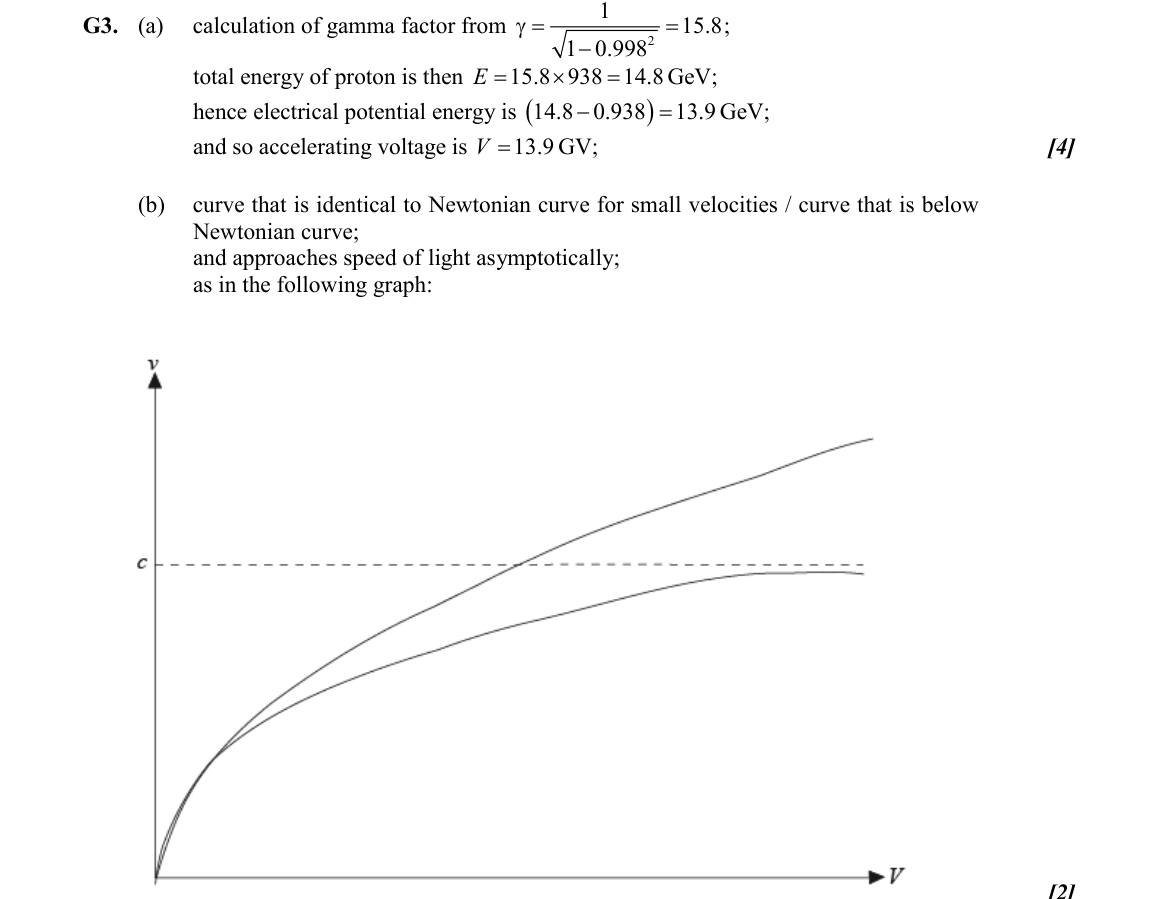 G3. (a) calculation of gamma factor from γ = 1/√(1−0.998²) = 15.8;
total energy of proton is then E = 15.8×938 = 14.8 GeV;
hence electrical potential energy is (14.8−0.938) = 13.9 GeV;
and so accelerating voltage is V = 13.9 GV; [4]
(b) curve that is identical to Newtonian curve for small velocities / curve that is below
Newtonian curve;
and approaches speed of light asymptotically;
as in the following graph:
v
c
V
[2]